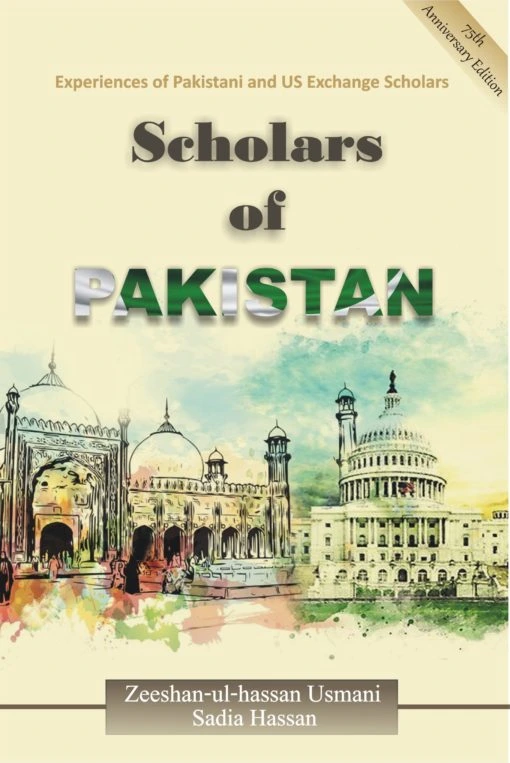 75th
Anniversary Edition
Experiences of Pakistani and US Exchange Scholars
Scholars
of
PAKISTAN
Zeeshan-ul-hassan Usmani
Sadia Hassan